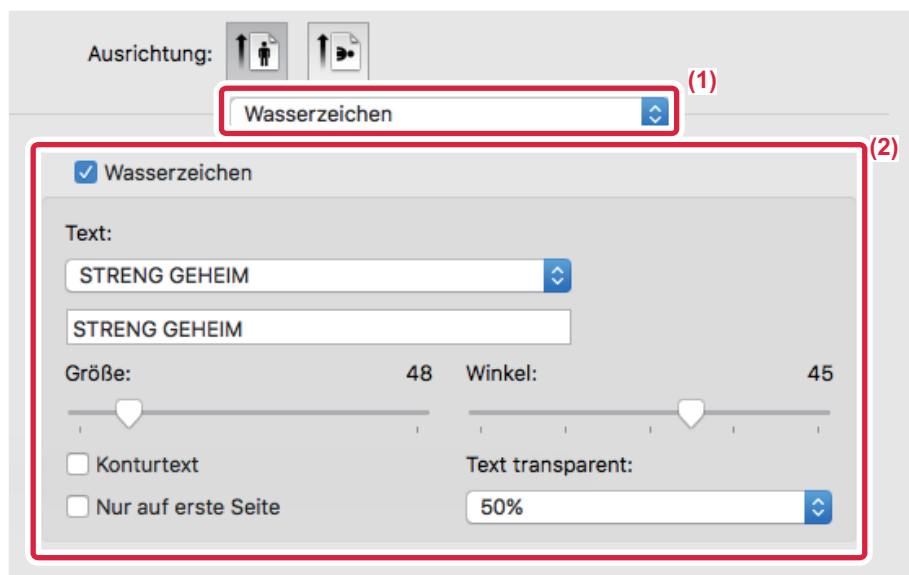 Ausrichtung:
(1)
Wasserzeichen
(2)
Wasserzeichen
Text:
STRENG GEHEIM
STRENG GEHEIM
Größe: 48 Winkel: 45
Konturtext Text transparent:
Nur auf erste Seite 50%